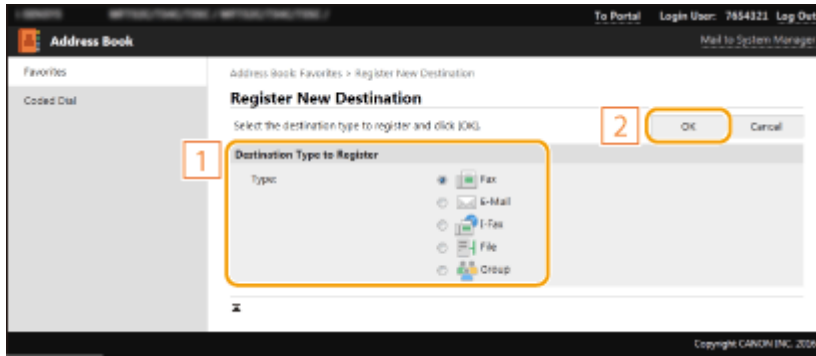 To Portal Login User: 7654321 Log Out
Address Book
Mail to System Manager
Favorites
Coded Dial
Address Book: Favorites > Register New Destination
Register New Destination
Select the destination type to register and click [OK].
2
OK
Cancel
1
Destination Type to Register
Type:
Fax
E-Mail
I-Fax
File
Group
Copyright CANON INC. 2016